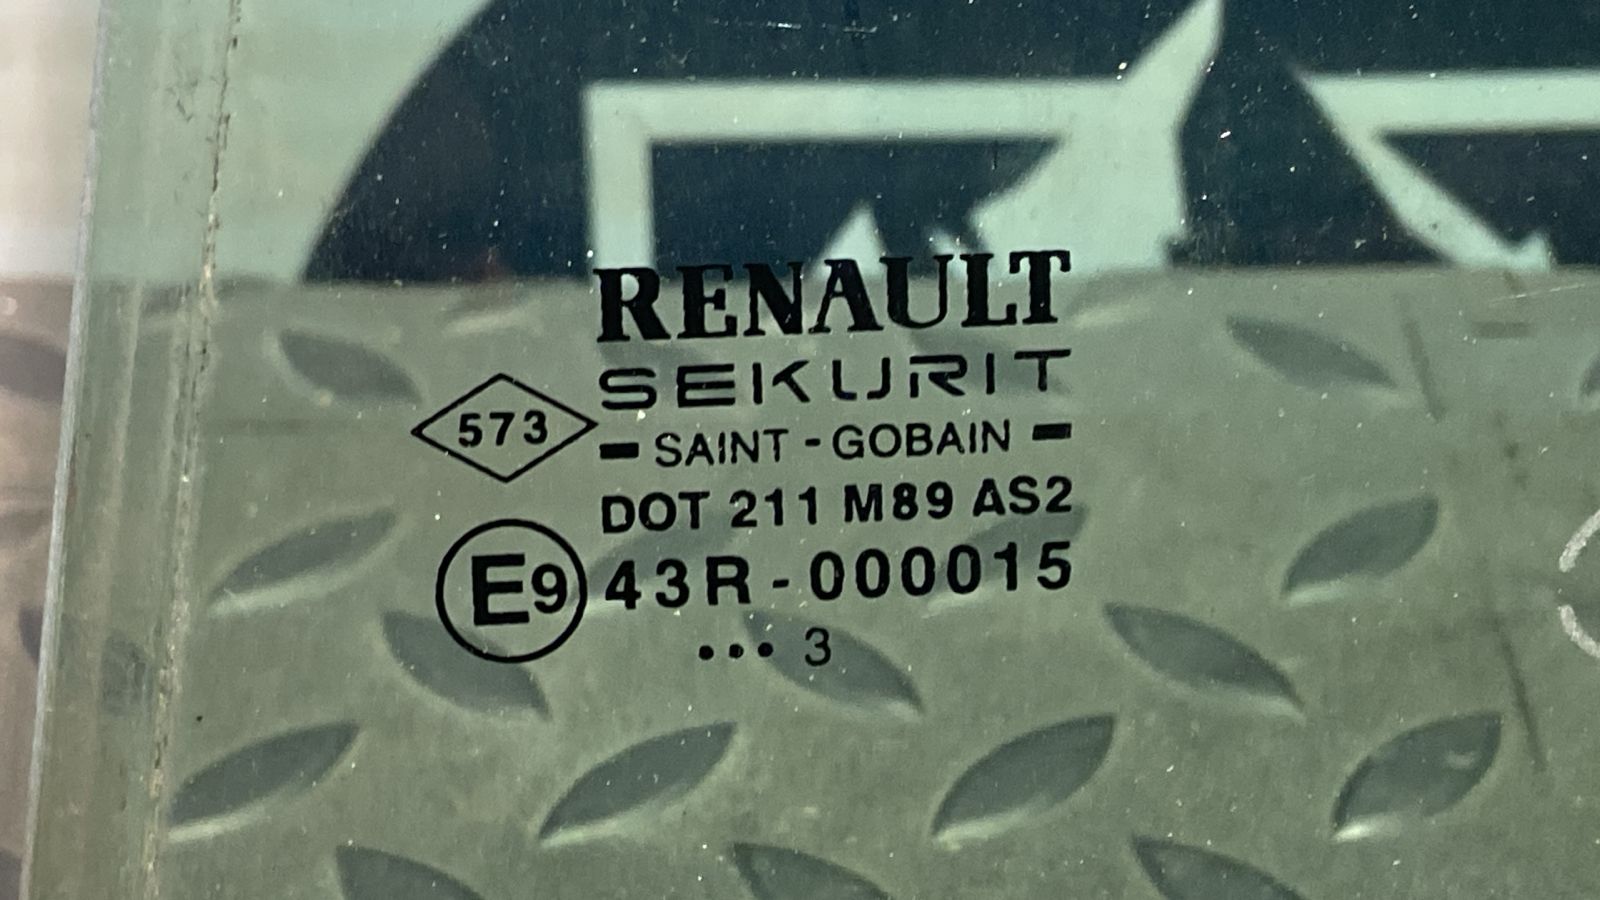 RENAULT
SEKURIT
573
SAINT-GOBAIN
DOT 211 M89 AS2
E9 43R-000015
... 3